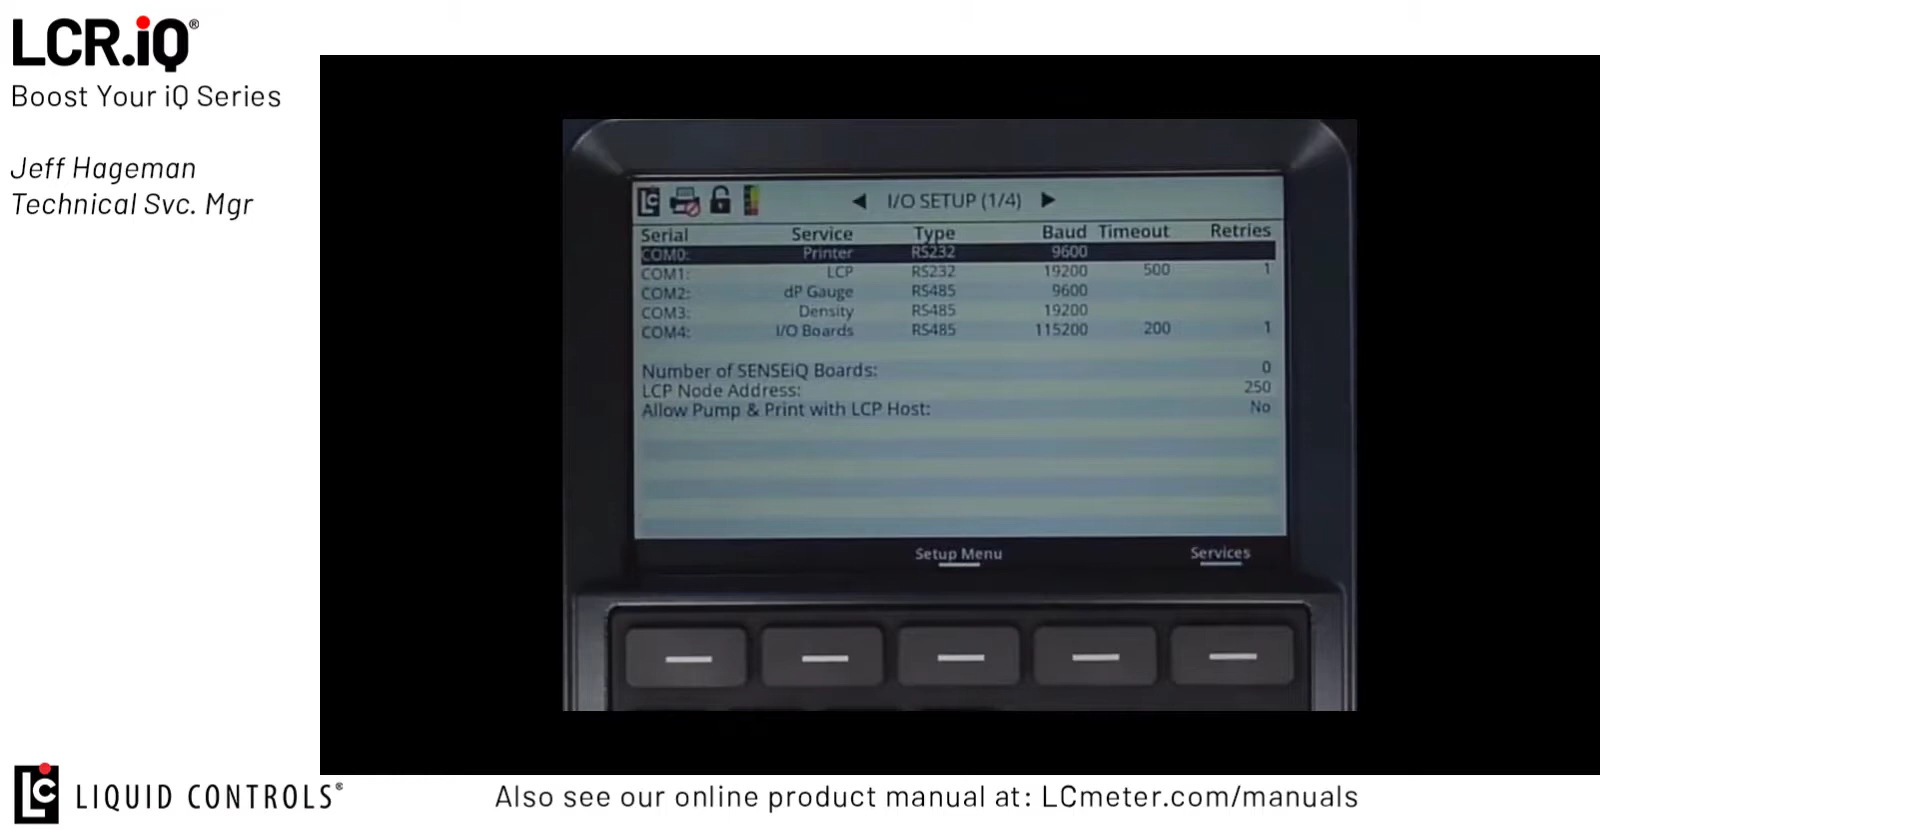 LCR.iQ®
Boost Your iQ Series
Jeff Hageman
Technical Svc. Mgr
LC I/O SETUP (1/4)
Serial Service Type Baud Timeout Retries
COM0: Printer RS232 9600
COM1: LCP RS232 19200 500 1
COM2: dP Gauge RS485 9600
COM3: Density RS485 19200
COM4: I/O Boards RS485 115200 200 1
Number of SENSEiQ Boards: 0
LCP Node Address: 250
Allow Pump & Print with LCP Host: No
Setup Menu Services
LC LIQUID CONTROLS®
Also see our online product manual at: LCmeter.com/manuals